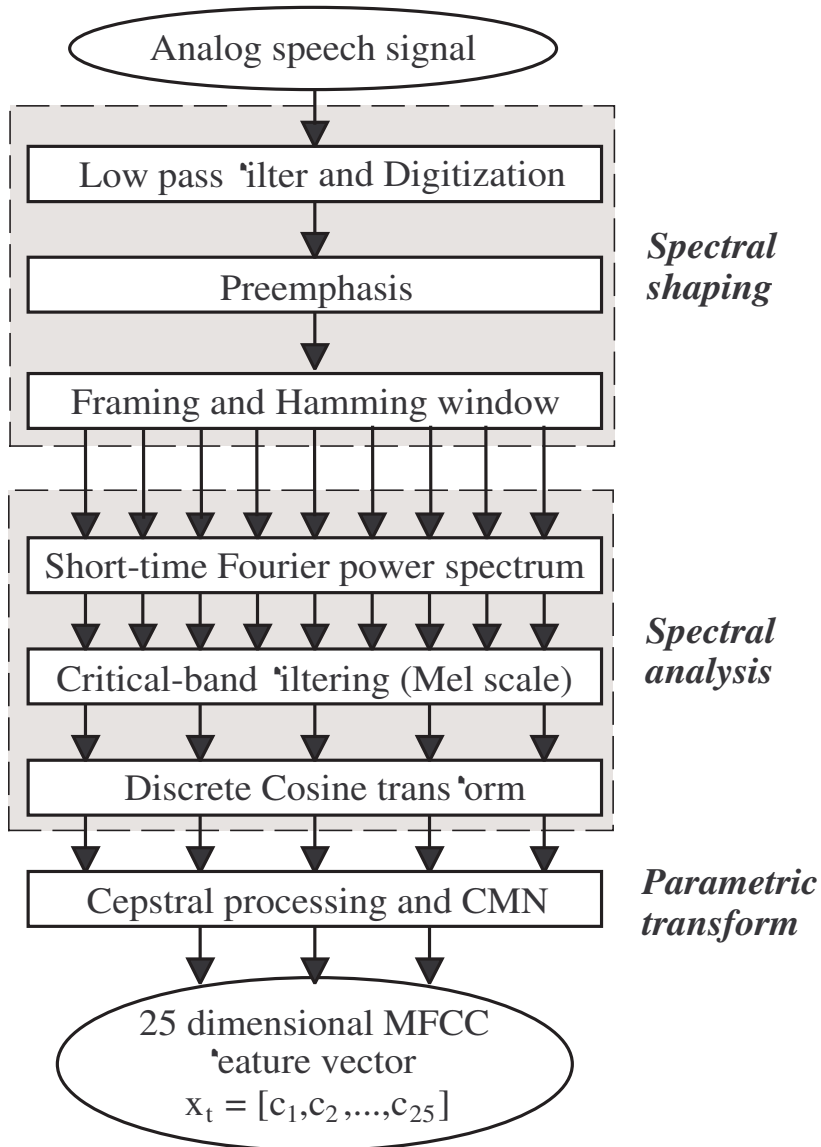 Analog speech signal
Low pass 'ilter and Digitization
Preemphasis
Framing and Hamming window
Spectral
shaping
Short-time Fourier power spectrum
Critical-band 'iltering (Mel scale)
Discrete Cosine trans 'orm
Spectral
analysis
Cepstral processing and CMN
Parametric
transform
25 dimensional MFCC
'eature vector
x_t = [c_1,c_2,...,c_25]